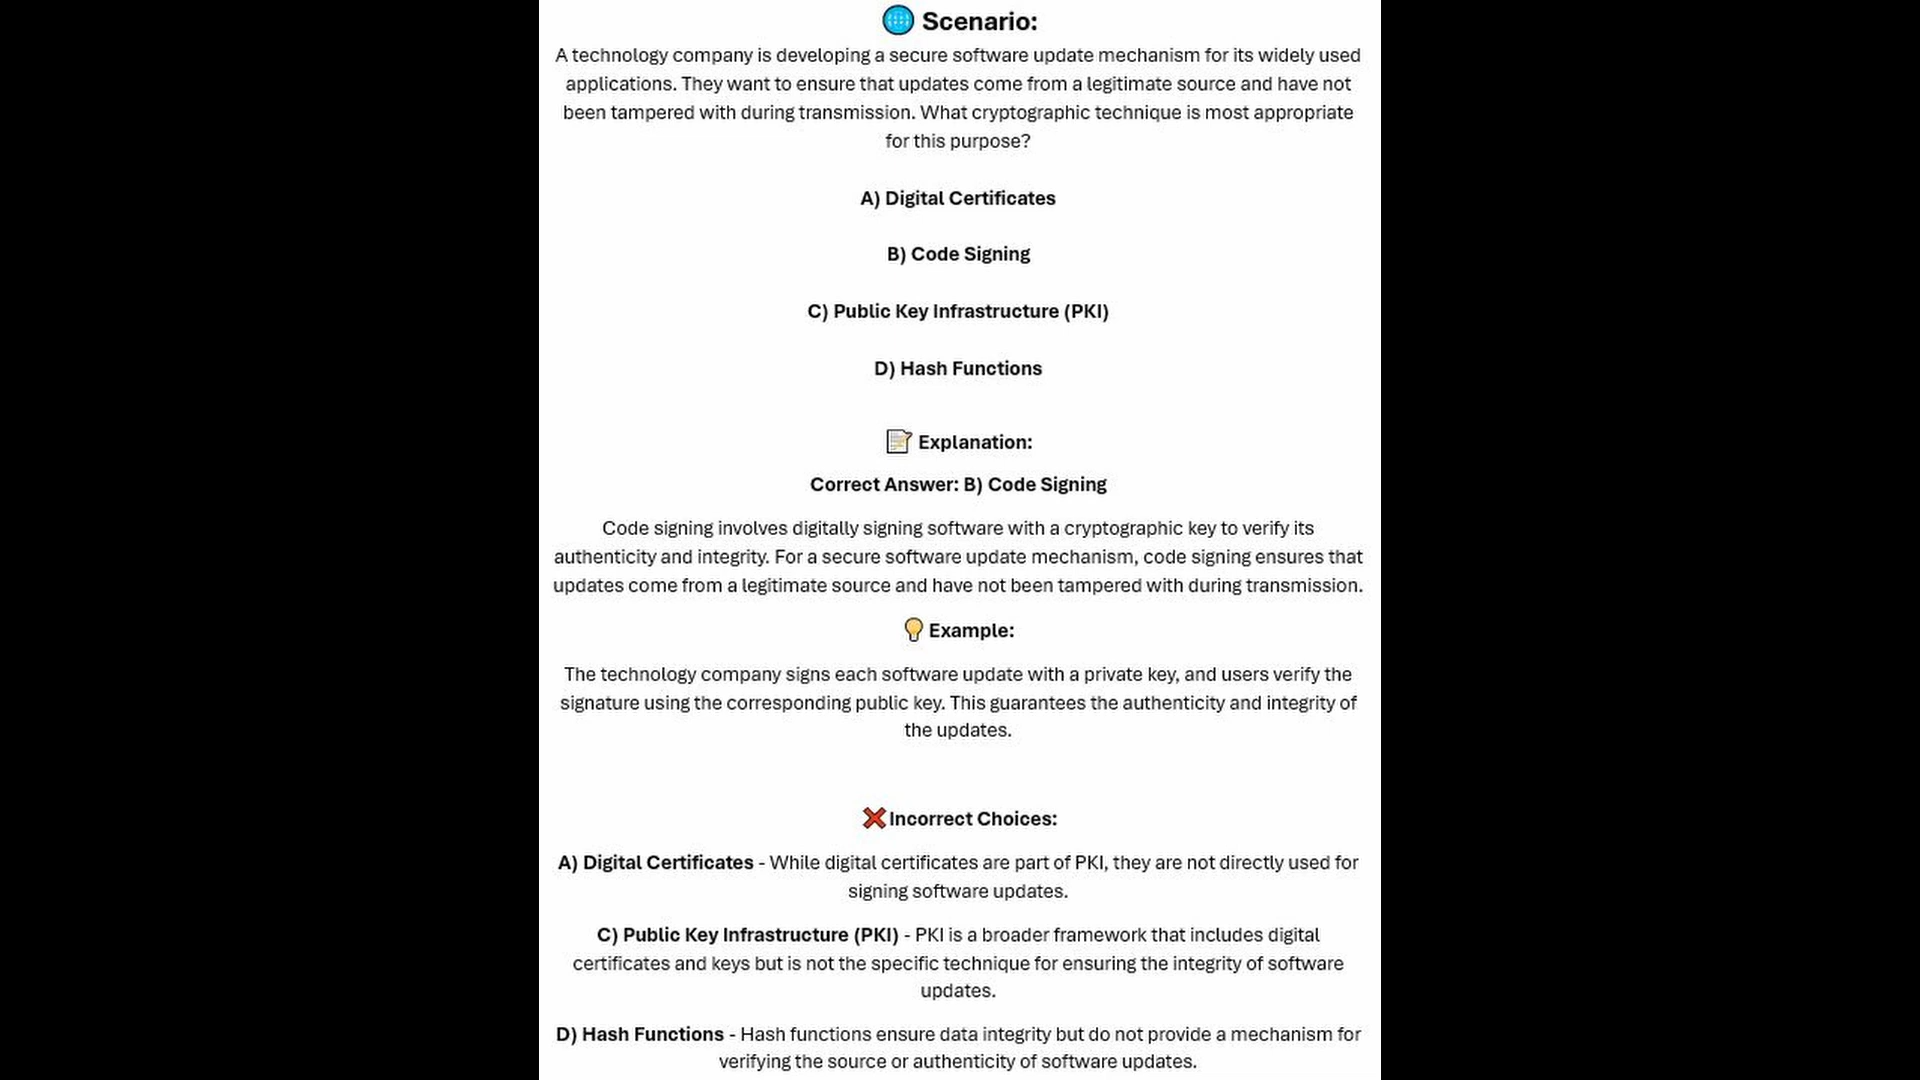 Scenario:
A technology company is developing a secure software update mechanism for its widely used
applications. They want to ensure that updates come from a legitimate source and have not
been tampered with during transmission. What cryptographic technique is most appropriate
for this purpose?
A) Digital Certificates
B) Code Signing
C) Public Key Infrastructure (PKI)
D) Hash Functions
Explanation:
Correct Answer: B) Code Signing
Code signing involves digitally signing software with a cryptographic key to verify its
authenticity and integrity. For a secure software update mechanism, code signing ensures that
updates come from a legitimate source and have not been tampered with during transmission.
Example:
The technology company signs each software update with a private key, and users verify the
signature using the corresponding public key. This guarantees the authenticity and integrity of
the updates.
Incorrect Choices:
A) Digital Certificates - While digital certificates are part of PKI, they are not directly used for
signing software updates.
C) Public Key Infrastructure (PKI) - PKI is a broader framework that includes digital
certificates and keys but is not the specific technique for ensuring the integrity of software
updates.
D) Hash Functions - Hash functions ensure data integrity but do not provide a mechanism for
verifying the source or authenticity of software updates.